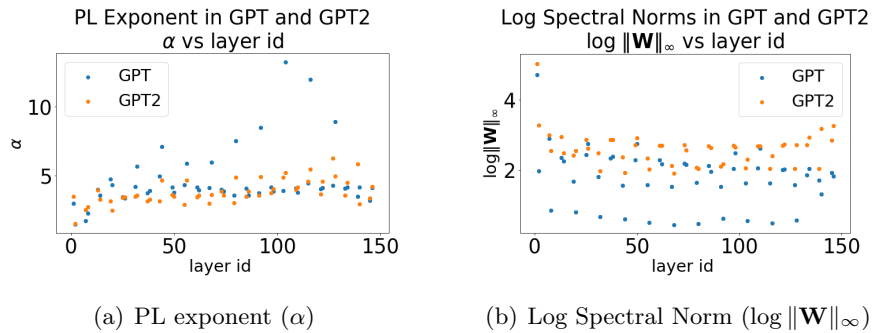 PL Exponent in GPT and GPT2
α vs layer id
GPT
GPT2
10
5
α
0
50
100
150
layer id
(a) PL exponent (α)
Log Spectral Norms in GPT and GPT2
log ‖W‖∞ vs layer id
GPT
GPT2
4
2
log‖W‖∞
0
50
100
150
layer id
(b) Log Spectral Norm (log ‖W‖∞)